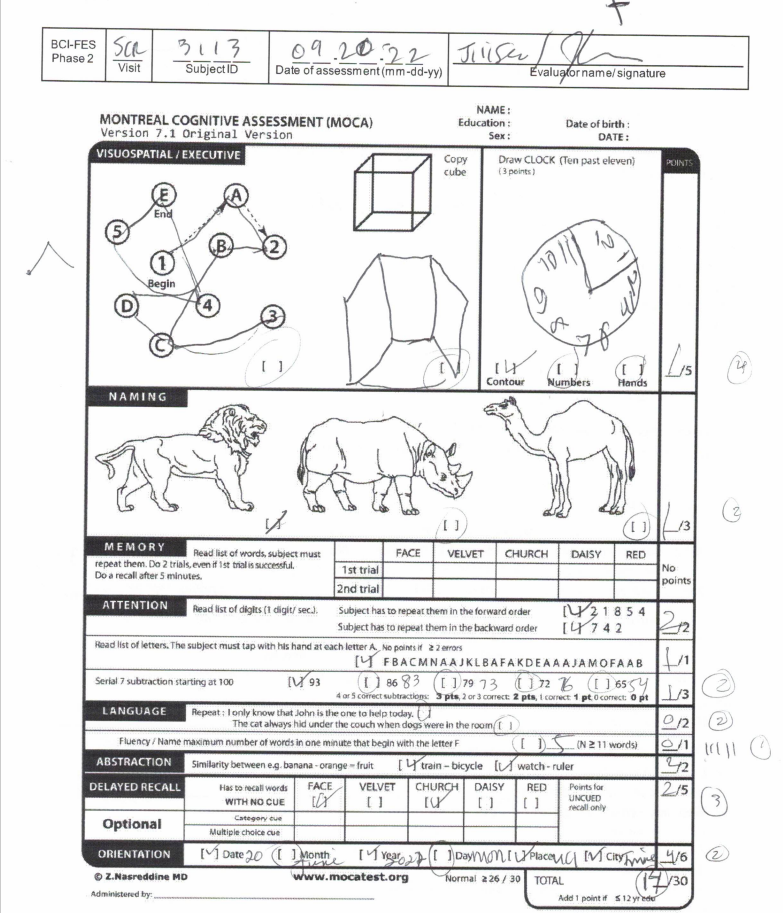 BCI-FES Phase 2
SCR Visit
3113 Subject ID
09.20.22 Date of assessment (mm-dd-yy)
Evaluator name/ signature
MONTREAL COGNITIVE ASSESSMENT (MOCA)
Version 7.1 Original Version
NAME :
Education :
Sex :
Date of birth :
DATE :
VISUOSPATIAL / EXECUTIVE
Copy cube
Draw CLOCK (Ten past eleven)
(3 points)
POINTS
E
End
A
5
B
2
1
Begin
D
4
3
C
[ ]
[ ]
[✓] Contour
[ ] Numbers
[ ] Hands
1/5
4
NAMING
[✓]
[ ]
[ ]
1/3
2
MEMORY
Read list of words, subject must repeat them. Do 2 trials, even if 1st trial is successful. Do a recall after 5 minutes.
FACE VELVET CHURCH DAISY RED
1st trial
2nd trial
No points
ATTENTION
Read list of digits (1 digit/ sec.).
Subject has to repeat them in the forward order [✓] 2 1 8 5 4
Subject has to repeat them in the backward order [✓] 7 4 2
2/2
Read list of letters. The subject must tap with his hand at each letter A. No points if ≥ 2 errors
[✓] F B A C M N A A J K L B A F A K D E A A A J A M O F A A B
1/1
Serial 7 subtraction starting at 100 [✓] 93 [ ] 86 83 [ ] 79 73 [ ] 72 76 [ ] 65 54
4 or 5 correct subtractions: 3 pts, 2 or 3 correct: 2 pts, 1 correct: 1 pt, 0 correct: 0 pt
1/3
2
LANGUAGE
Repeat : I only know that John is the one to help today. [ ]
The cat always hid under the couch when dogs were in the room [ ]
0/2
2
Fluency / Name maximum number of words in one minute that begin with the letter F [ ] 5 (N ≥ 11 words)
0/1
1
ABSTRACTION
Similarity between e.g. banana - orange = fruit [✓] train – bicycle [✓] watch - ruler
2/2
DELAYED RECALL
Has to recall words WITH NO CUE
FACE [✓] VELVET [ ] CHURCH [✓] DAISY [ ] RED [ ]
Points for UNCUED recall only
2/5
3
Optional
Category cue
Multiple choice cue
ORIENTATION
[✓] Date 20 [ ] Month June [✓] Year 2022 [ ] Day MON [✓] Place [✓] City
4/6
2
© Z.Nasreddine MD
www.mocatest.org
Normal ≥ 26 / 30
TOTAL 14/30
Add 1 point if ≤ 12 yr edu
Administered by: